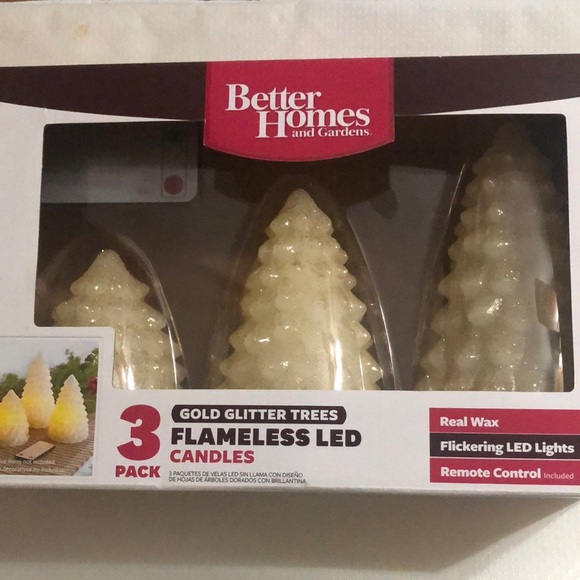 Better
Homes
and Gardens
3
PACK
GOLD GLITTER TREES
FLAMELESS LED
CANDLES
3 PAQUETES DE VELAS LED SIN LLAMA CON DISEÑO
DE HOJAS DE ÁRBOLES DORADOS CON BRILLANTINA
Real Wax
Flickering LED Lights
Remote Control Included